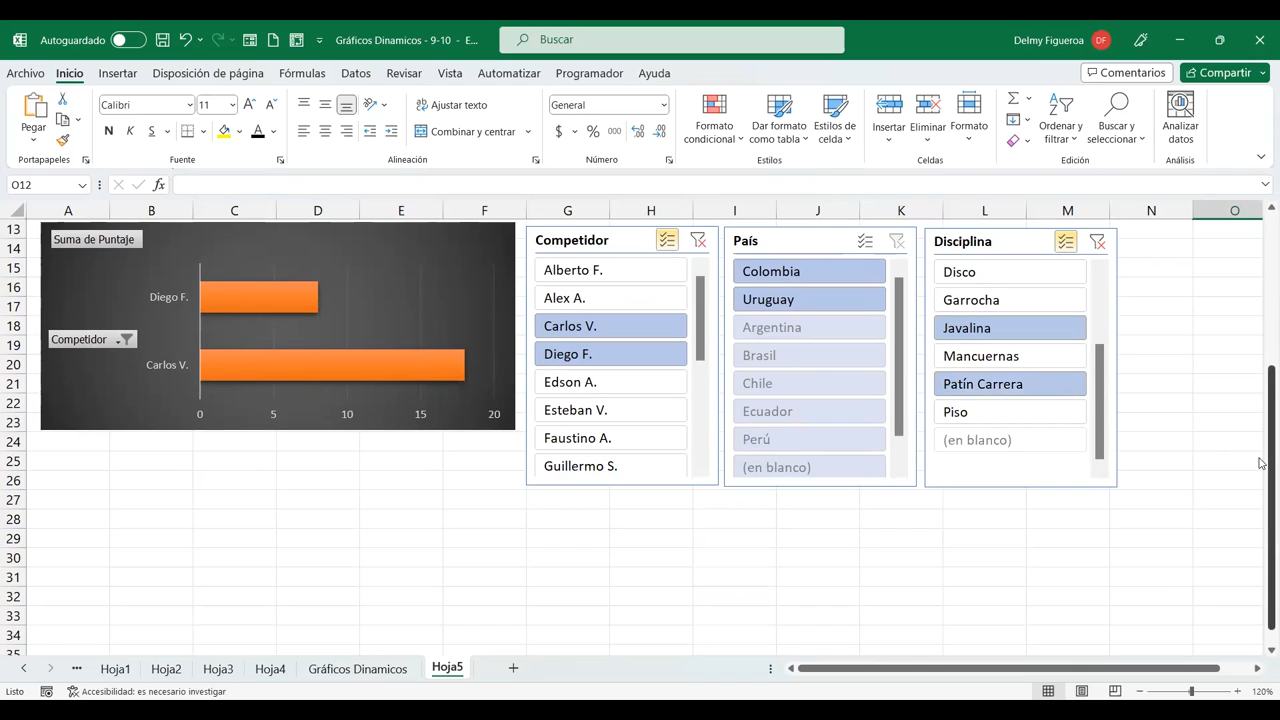 Autoguardado
Gráficos Dinamicos - 9-10 - E...
Buscar
Delmy Figueroa DF
Archivo Inicio Insertar Disposición de página Fórmulas Datos Revisar Vista Automatizar Programador Ayuda
Comentarios Compartir
Pegar
Calibri 11
N K S
Ajustar texto
Combinar y centrar
General
$ % 000
Formato condicional
Dar formato como tabla
Estilos de celda
Insertar Eliminar Formato
Ordenar y filtrar
Buscar y seleccionar
Analizar datos
Portapapeles Fuente Alineación Número Estilos Celdas Edición Análisis
O12 fx
A B C D E F G H I J K L M N O
13
14
15
16
17
18
19
20
21
22
23
24
25
26
27
28
29
30
31
32
33
34
35
Suma de Puntaje
Diego F.
Competidor
Carlos V.
0 5 10 15 20
Competidor
Alberto F.
Alex A.
Carlos V.
Diego F.
Edson A.
Esteban V.
Faustino A.
Guillermo S.
País
Colombia
Uruguay
Argentina
Brasil
Chile
Ecuador
Perú
(en blanco)
Disciplina
Disco
Garrocha
Javalina
Mancuernas
Patín Carrera
Piso
(en blanco)
Hoja1 Hoja2 Hoja3 Hoja4 Gráficos Dinamicos Hoja5
Listo Accesibilidad: es necesario investigar
120%